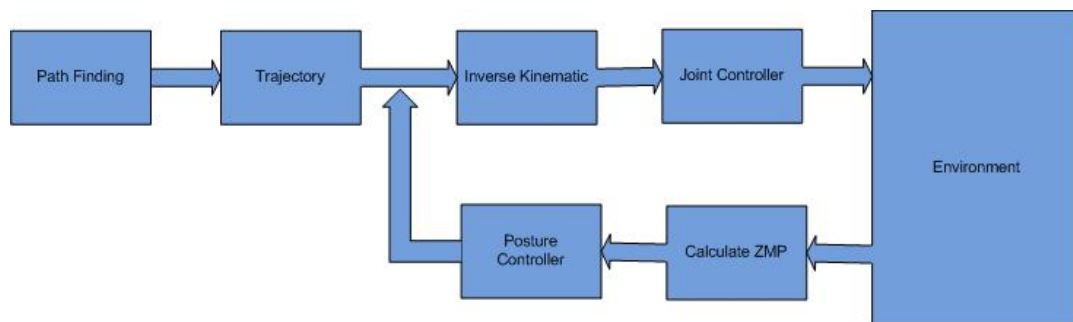 Path Finding
Trajectory
Inverse Kinematic
Joint Controller
Environment
Posture
Controller
Calculate ZMP